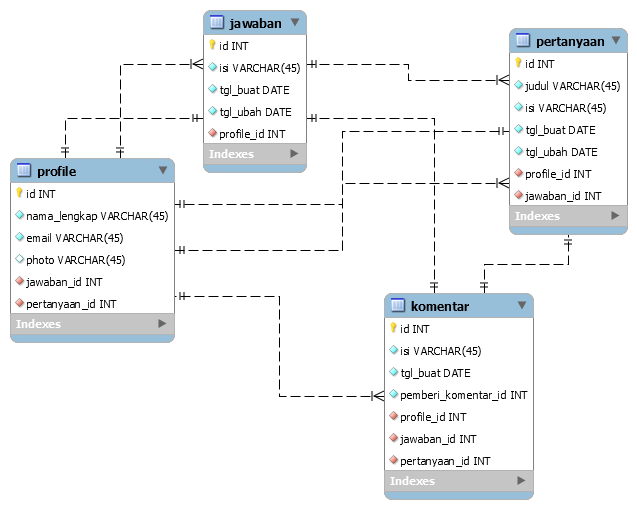 jawaban
id INT
isi VARCHAR(45)
tgl_buat DATE
tgl_ubah DATE
profile_id INT
Indexes
pertanyaan
id INT
judul VARCHAR(45)
isi VARCHAR(45)
tgl_buat DATE
tgl_ubah DATE
profile_id INT
jawaban_id INT
Indexes
profile
id INT
nama_lengkap VARCHAR(45)
email VARCHAR(45)
photo VARCHAR(45)
jawaban_id INT
pertanyaan_id INT
Indexes
komentar
id INT
isi VARCHAR(45)
tgl_buat DATE
pemberi_komentar_id INT
profile_id INT
jawaban_id INT
pertanyaan_id INT
Indexes